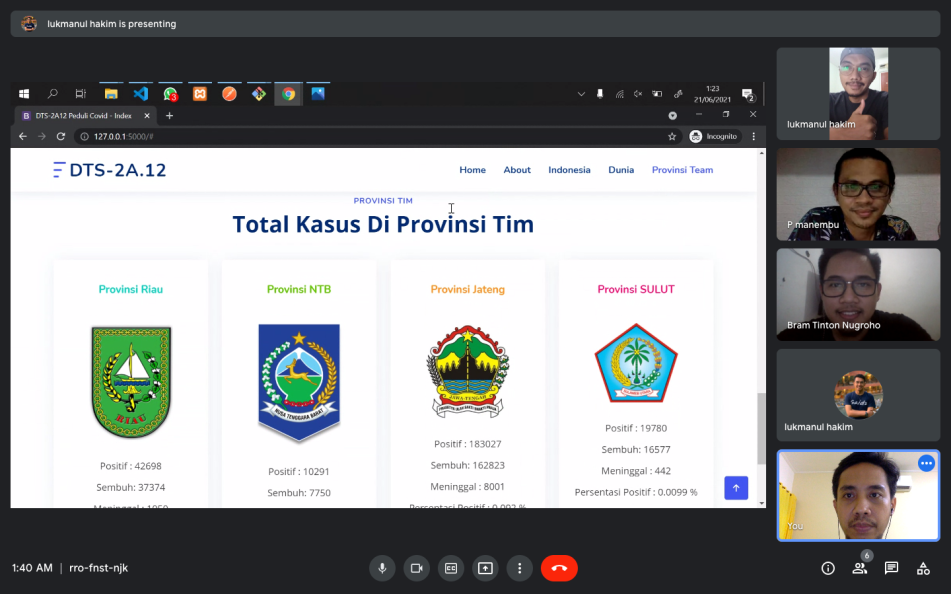 lukmanul hakim is presenting
3
1:23
21/06/2021
2
B DTS-2A12 Peduli Covid - Index
127.0.0.1:5000/#
Incognito
DTS-2A.12
Home About Indonesia Dunia Provinsi Team
PROVINSI TIM
Total Kasus Di Provinsi Tim
Provinsi Riau
RIAU
Positif : 42698
Sembuh: 37374
Meninggal : 1050
Provinsi NTB
NUSA TENGGARA BARAT
Positif : 10291
Sembuh: 7750
Provinsi Jateng
JAWA TENGAH
Positif : 183027
Sembuh: 162823
Meninggal : 8001
Persentasi Positif : 0.092 %
Provinsi SULUT
Positif : 19780
Sembuh: 16577
Meninggal : 442
Persentasi Positif : 0.0099 %
lukmanul hakim
P manembu
Bram Tinton Nugroho
lukmanul hakim
You
1:40 AM | rro-fnst-njk
CC
6